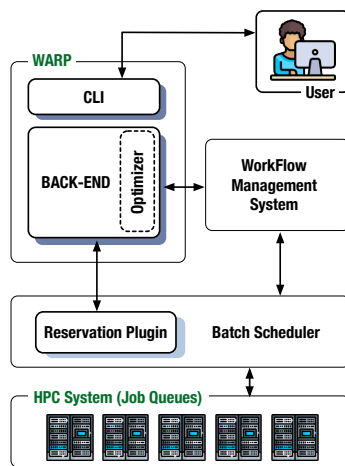 WARP
User
CLI
BACK-END
Optimizer
WorkFlow
Management
System
Reservation Plugin
Batch Scheduler
HPC System (Job Queues)